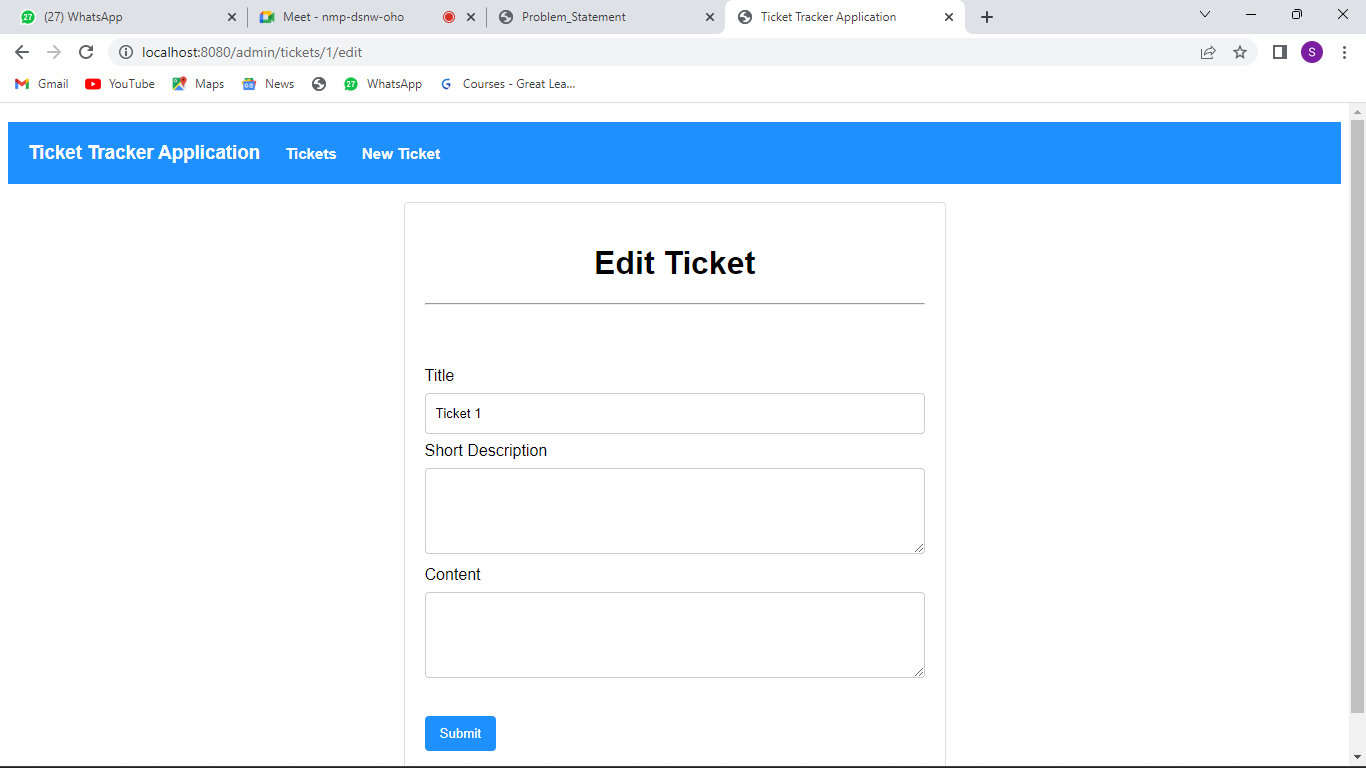 27 (27) WhatsApp Meet - nmp-dsnw-oho Problem_Statement Ticket Tracker Application
localhost:8080/admin/tickets/1/edit S
Gmail YouTube Maps News 27 WhatsApp Courses - Great Lea...
Ticket Tracker Application Tickets New Ticket
Edit Ticket
Title
Ticket 1
Short Description
Content
Submit